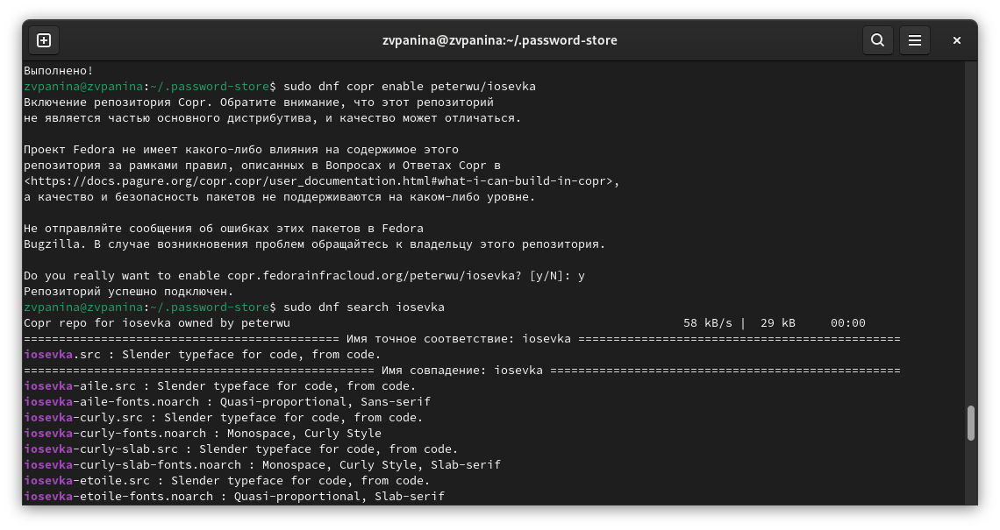 zvpanina@zvpanina:~/.password-store
Выполнено!
zvpanina@zvpanina:~/.password-store$ sudo dnf copr enable peterwu/iosevka
Включение репозитория Copr. Обратите внимание, что этот репозиторий
не является частью основного дистрибутива, и качество может отличаться.
Проект Fedora не имеет какого-либо влияния на содержимое этого
репозитория за рамками правил, описанных в Вопросах и Ответах Copr в
<https://docs.pagure.org/copr.copr/user_documentation.html#what-i-can-build-in-copr>,
а качество и безопасность пакетов не поддерживаются на каком-либо уровне.
Не отправляйте сообщения об ошибках этих пакетов в Fedora
Bugzilla. В случае возникновения проблем обращайтесь к владельцу этого репозитория.
Do you really want to enable copr.fedorainfracloud.org/peterwu/iosevka? [y/N]: y
Репозиторий успешно подключен.
zvpanina@zvpanina:~/.password-store$ sudo dnf search iosevka
Copr repo for iosevka owned by peterwu 58 kB/s | 29 kB 00:00
============================================= Имя точное соответствие: iosevka ==============================================
iosevka.src : Slender typeface for code, from code.
================================================== Имя совпадение: iosevka ==================================================
iosevka-aile.src : Slender typeface for code, from code.
iosevka-aile-fonts.noarch : Quasi-proportional, Sans-serif
iosevka-curly.src : Slender typeface for code, from code.
iosevka-curly-fonts.noarch : Monospace, Curly Style
iosevka-curly-slab.src : Slender typeface for code, from code.
iosevka-curly-slab-fonts.noarch : Monospace, Curly Style, Slab-serif
iosevka-etoile.src : Slender typeface for code, from code.
iosevka-etoile-fonts.noarch : Quasi-proportional, Slab-serif